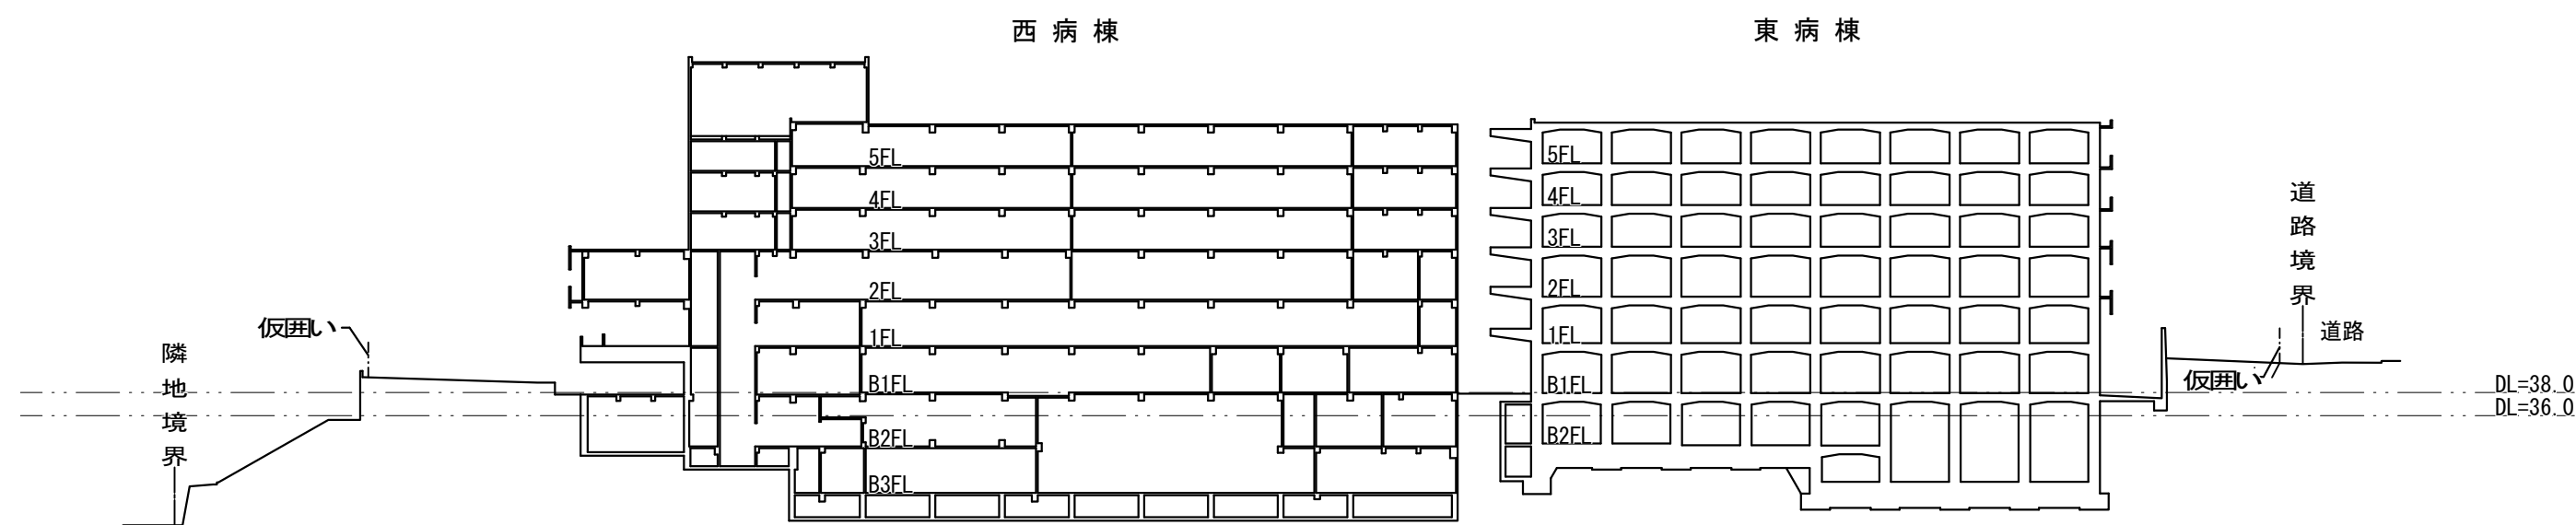 西病棟
東病棟
5FL
4FL
3FL
2FL
1FL
B1FL
B2FL
B3FL
5FL
4FL
3FL
2FL
1FL
B1FL
B2FL
隣地境界
仮囲い
道路境界
道路
仮囲い
DL=38.0
DL=36.0